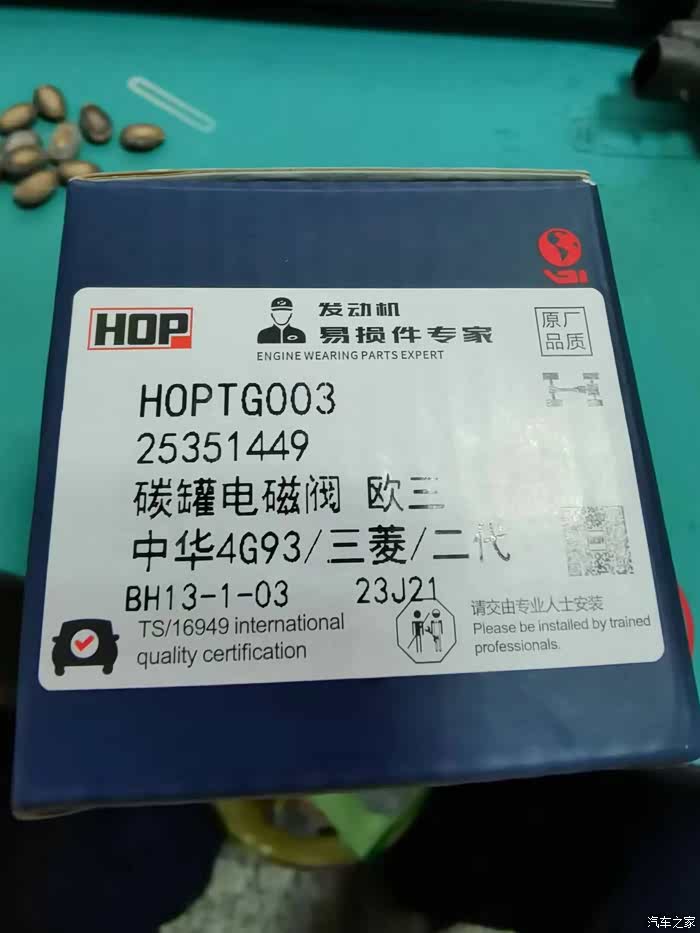 HOP
发动机
易损件专家
ENGINE WEARING PARTS EXPERT
原厂
品质
HOPTG003
25351449
碳罐电磁阀 欧三
中华4G93/三菱/二代
BH13-1-03 23J21
TS/16949 international
quality certification
请交由专业人士安装
Please be installed by trained
professionals.
汽车之家